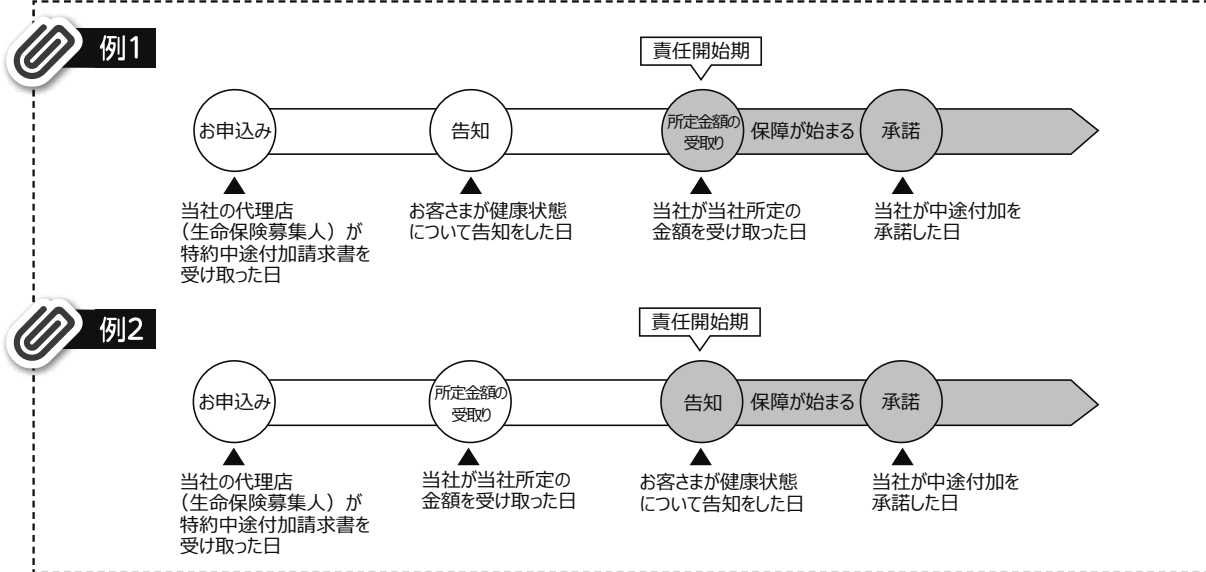 例1
責任開始期
お申込み
告知
所定金額の
受取り
保障が始まる
承諾
当社の代理店
（生命保険募集人）が
特約中途付加請求書を
受け取った日
お客さまが健康状態
について告知をした日
当社が当社所定の
金額を受け取った日
当社が中途付加を
承諾した日
例2
責任開始期
お申込み
所定金額の
受取り
告知
保障が始まる
承諾
当社の代理店
（生命保険募集人）が
特約中途付加請求書を
受け取った日
当社が当社所定の
金額を受け取った日
お客さまが健康状態
について告知をした日
当社が中途付加を
承諾した日